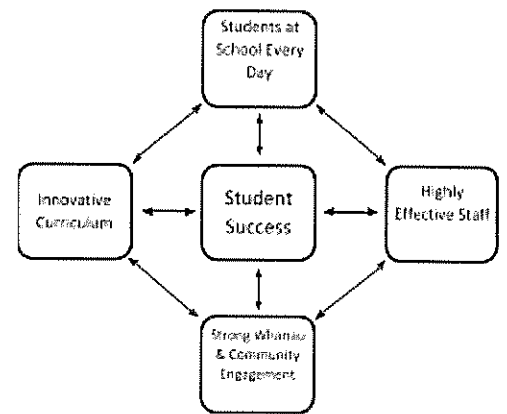 Students at
School Every
Day
Innovative
Curriculum
Student
Success
Highly
Effective Staff
Strong Whanau
& Community
Engagement